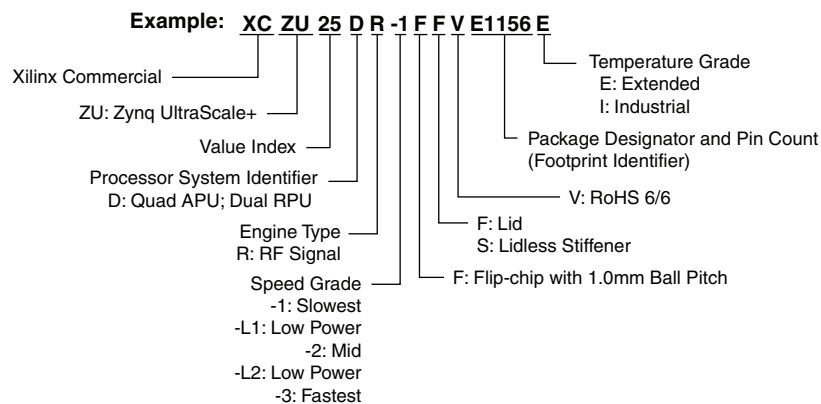 Example: XC ZU 25 D R -1 F F V E1156 E
Temperature Grade
E: Extended
I: Industrial
Xilinx Commercial
ZU: Zynq UltraScale+
Package Designator and Pin Count
(Footprint Identifier)
Value Index
Processor System Identifier
D: Quad APU; Dual RPU
V: RoHS 6/6
F: Lid
S: Lidless Stiffener
Engine Type
R: RF Signal
F: Flip-chip with 1.0mm Ball Pitch
Speed Grade
-1: Slowest
-L1: Low Power
-2: Mid
-L2: Low Power
-3: Fastest